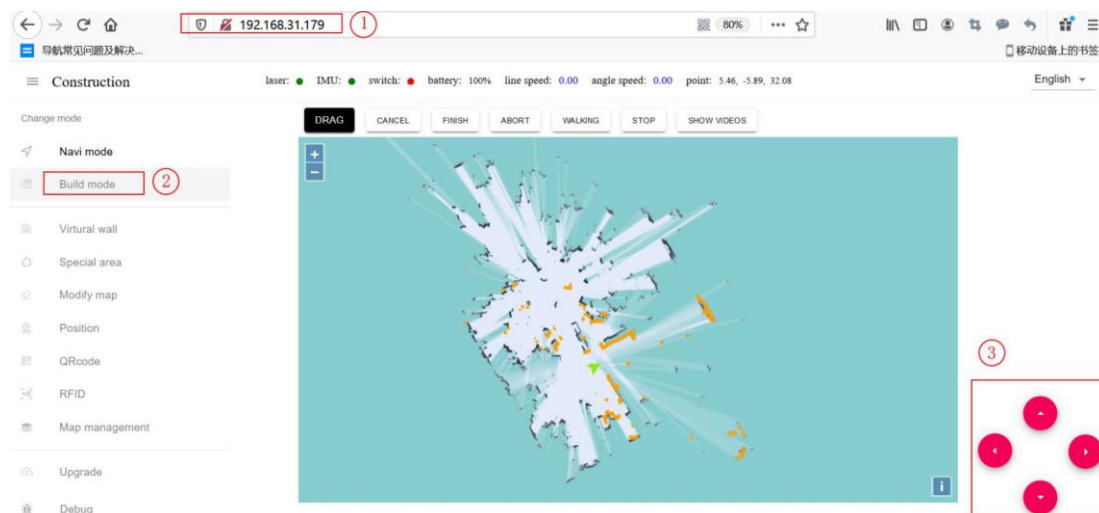 192.168.31.179
①
80%
导航常见问题及解决...
移动设备上的书签
Construction
laser: IMU: switch: battery: 100% line speed: 0.00 angle speed: 0.00 point: 5.46, -5.89, 32.08
English
Change mode
DRAG CANCEL FINISH ABORT WALKING STOP SHOW VIDEOS
Navi mode
+
−
Build mode
②
Virtural wall
Special area
Modify map
Position
QRcode
③
RFID
Map management
Upgrade
i
Debug